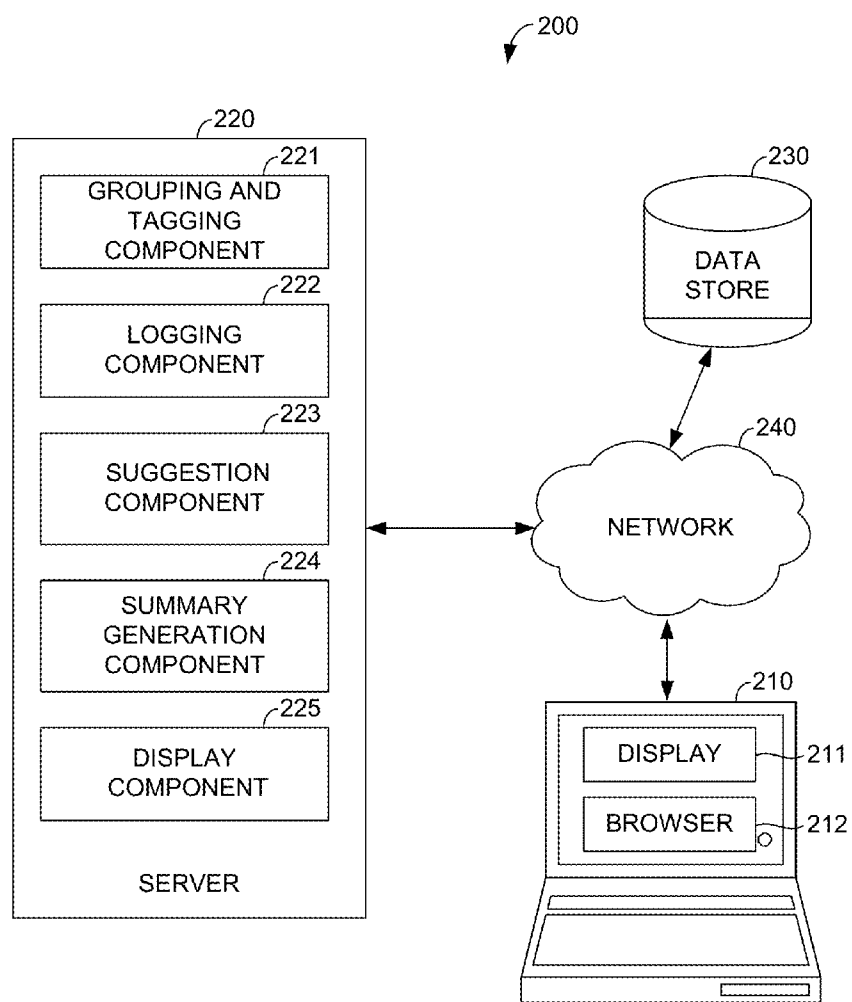 200
220
221
GROUPING AND
TAGGING
COMPONENT
222
LOGGING
COMPONENT
223
SUGGESTION
COMPONENT
224
SUMMARY
GENERATION
COMPONENT
225
DISPLAY
COMPONENT
SERVER
230
DATA
STORE
240
NETWORK
210
DISPLAY
211
BROWSER
212